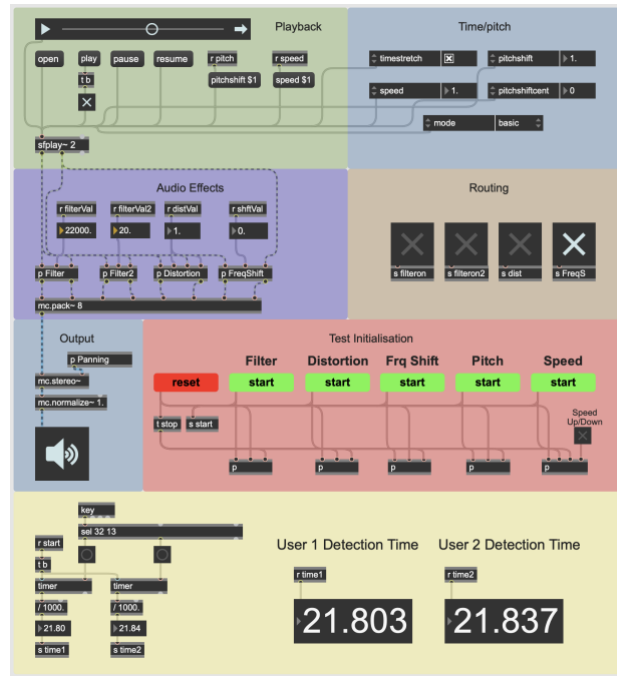 Playback
open
play
pause
resume
r pitch
r speed
t b
pitchshift $1
speed $1
sfplay~ 2
Time/pitch
timestretch
pitchshift
1.
speed
1.
pitchshiftcent
0
mode
basic
Audio Effects
r filterVal
r filterVal2
r distVal
r shftVal
22000.
20.
1.
0.
p Filter
p Filter2
p Distortion
p FreqShift
mc.pack~ 8
Routing
s filteron
s filteron2
s dist
s FreqS
Output
p Panning
mc.stereo~
mc.normalize~ 1.
Test Initialisation
Filter
Distortion
Frq Shift
Pitch
Speed
reset
start
start
start
start
start
t stop
s start
Speed
Up/Down
p
p
p
p
p
key
sel 32 13
r start
t b
timer
timer
/ 1000.
/ 1000.
21.80
21.84
s time1
s time2
User 1 Detection Time
User 2 Detection Time
r time1
r time2
21.803
21.837